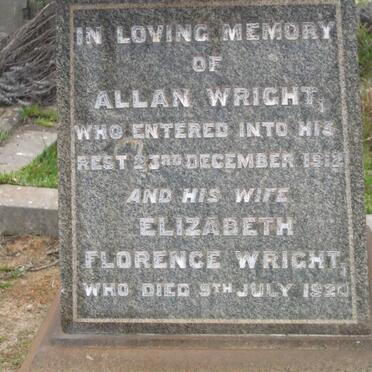 IN LOVING MEMORY
OF
ALLAN WRIGHT,
WHO ENTERED INTO HIS
REST 23RD DECEMBER 1912
AND HIS WIFE
ELIZABETH
FLORENCE WRIGHT,
WHO DIED 9TH JULY 1920